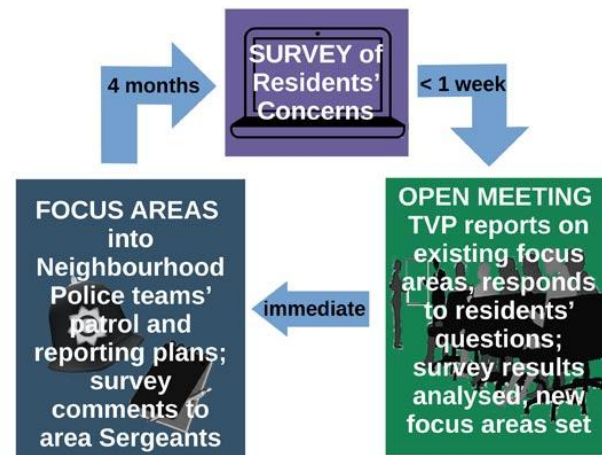 SURVEY of
Residents'
Concerns
4 months
< 1 week
OPEN MEETING
TVP reports on
existing focus
areas, responds
to residents'
questions;
survey results
analysed, new
focus areas set
immediate
FOCUS AREAS
into
Neighbourhood
Police teams'
patrol and
reporting plans;
survey
comments to
area Sergeants